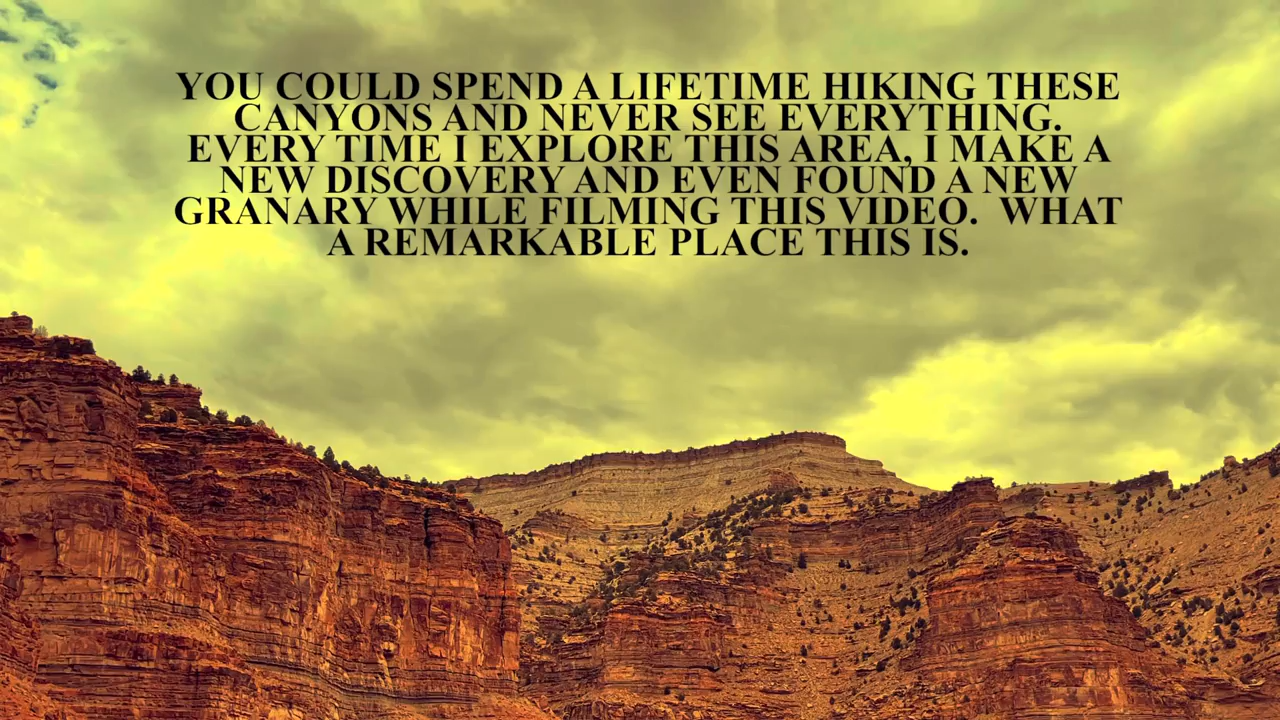 YOU COULD SPEND A LIFETIME HIKING THESE
CANYONS AND NEVER SEE EVERYTHING.
EVERY TIME I EXPLORE THIS AREA, I MAKE A
NEW DISCOVERY AND EVEN FOUND A NEW
GRANARY WHILE FILMING THIS VIDEO.  WHAT
A REMARKABLE PLACE THIS IS.